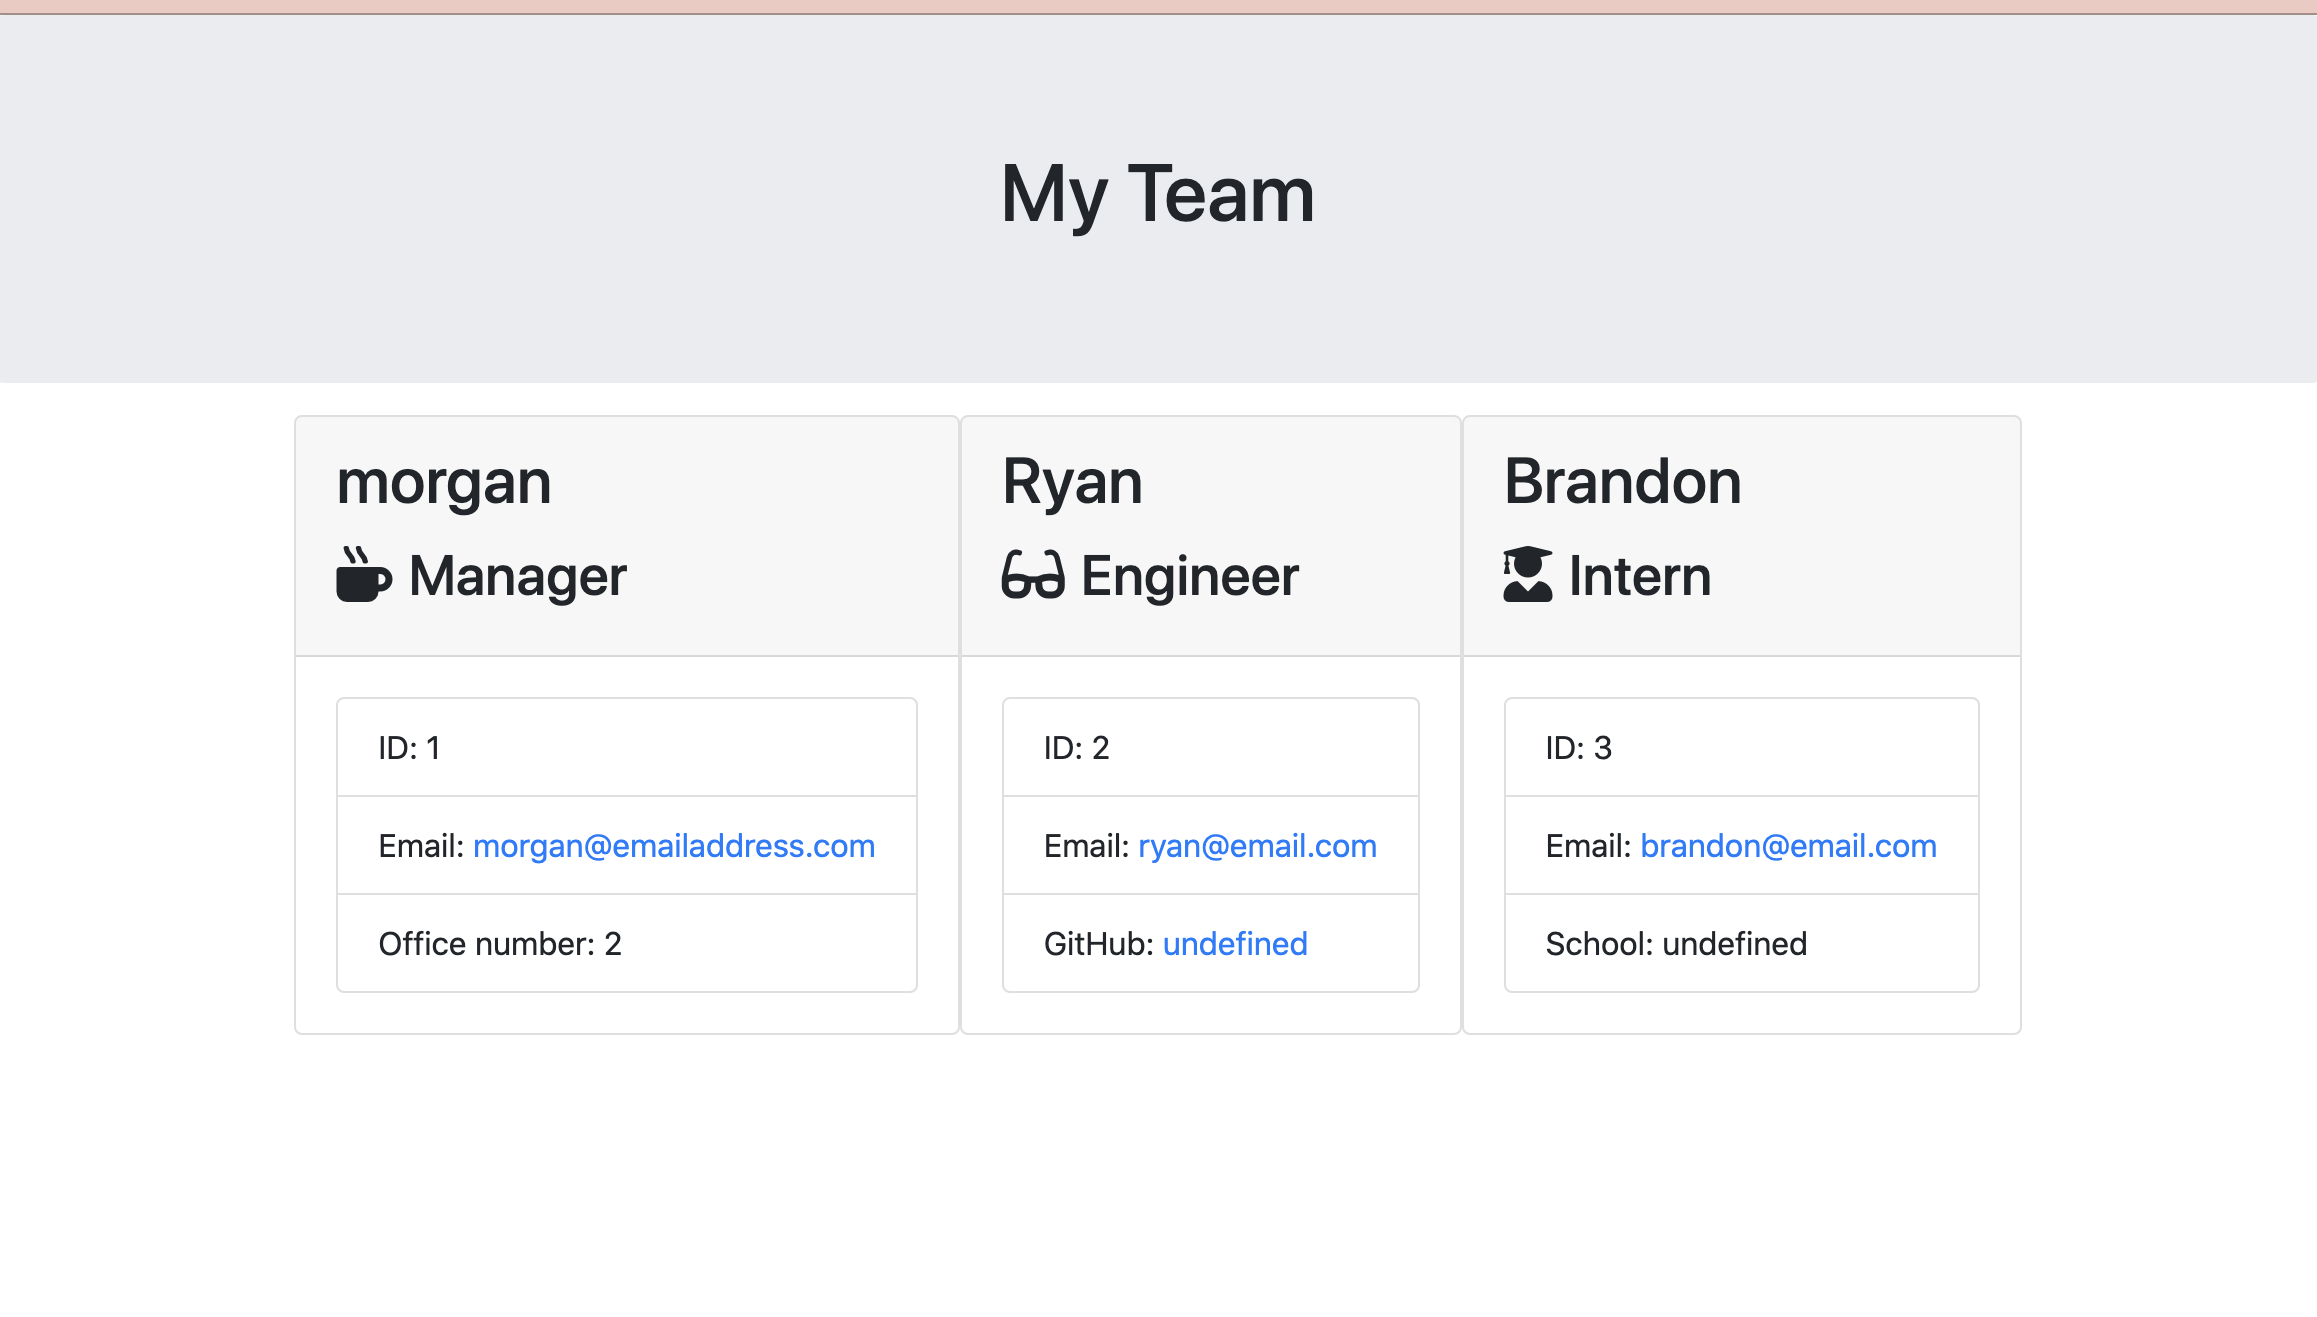 My Team
morgan
Manager
ID: 1
Email: morgan@emailaddress.com
Office number: 2
Ryan
Engineer
ID: 2
Email: ryan@email.com
GitHub: undefined
Brandon
Intern
ID: 3
Email: brandon@email.com
School: undefined